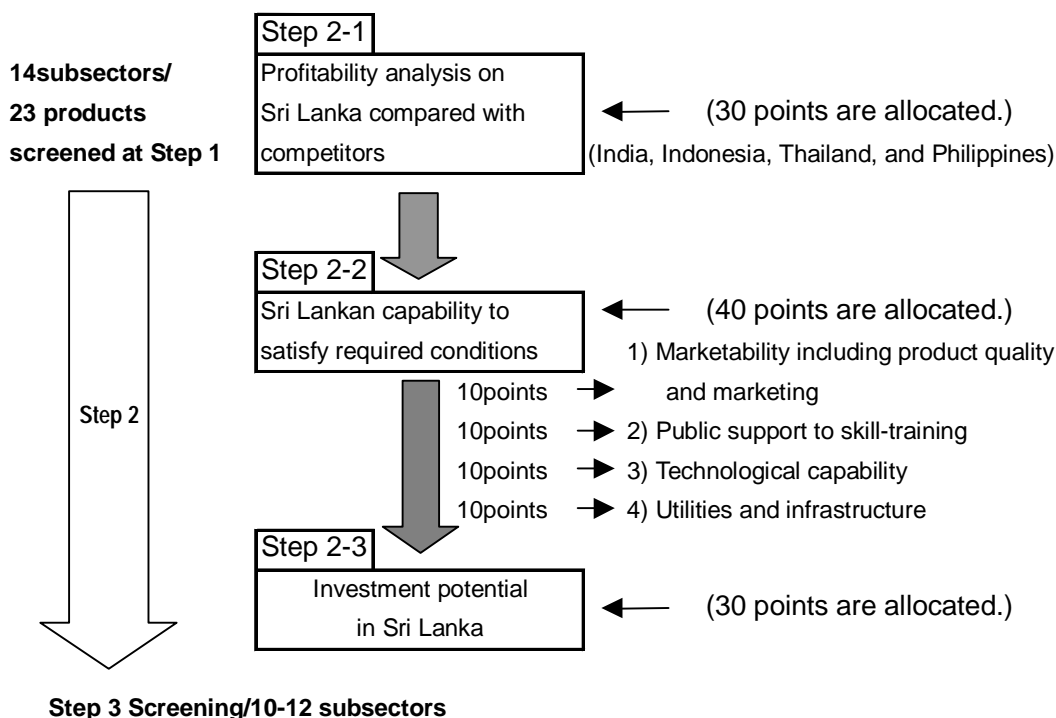 Step 2-1
14subsectors/
23 products
screened at Step 1
Profitability analysis on
Sri Lanka compared with
competitors
(30 points are allocated.)
(India, Indonesia, Thailand, and Philippines)
Step 2
Step 2-2
Sri Lankan capability to
satisfy required conditions
(40 points are allocated.)
1) Marketability including product quality
10points and marketing
10points 2) Public support to skill-training
10points 3) Technological capability
10points 4) Utilities and infrastructure
Step 2-3
Investment potential
in Sri Lanka
(30 points are allocated.)
Step 3 Screening/10-12 subsectors